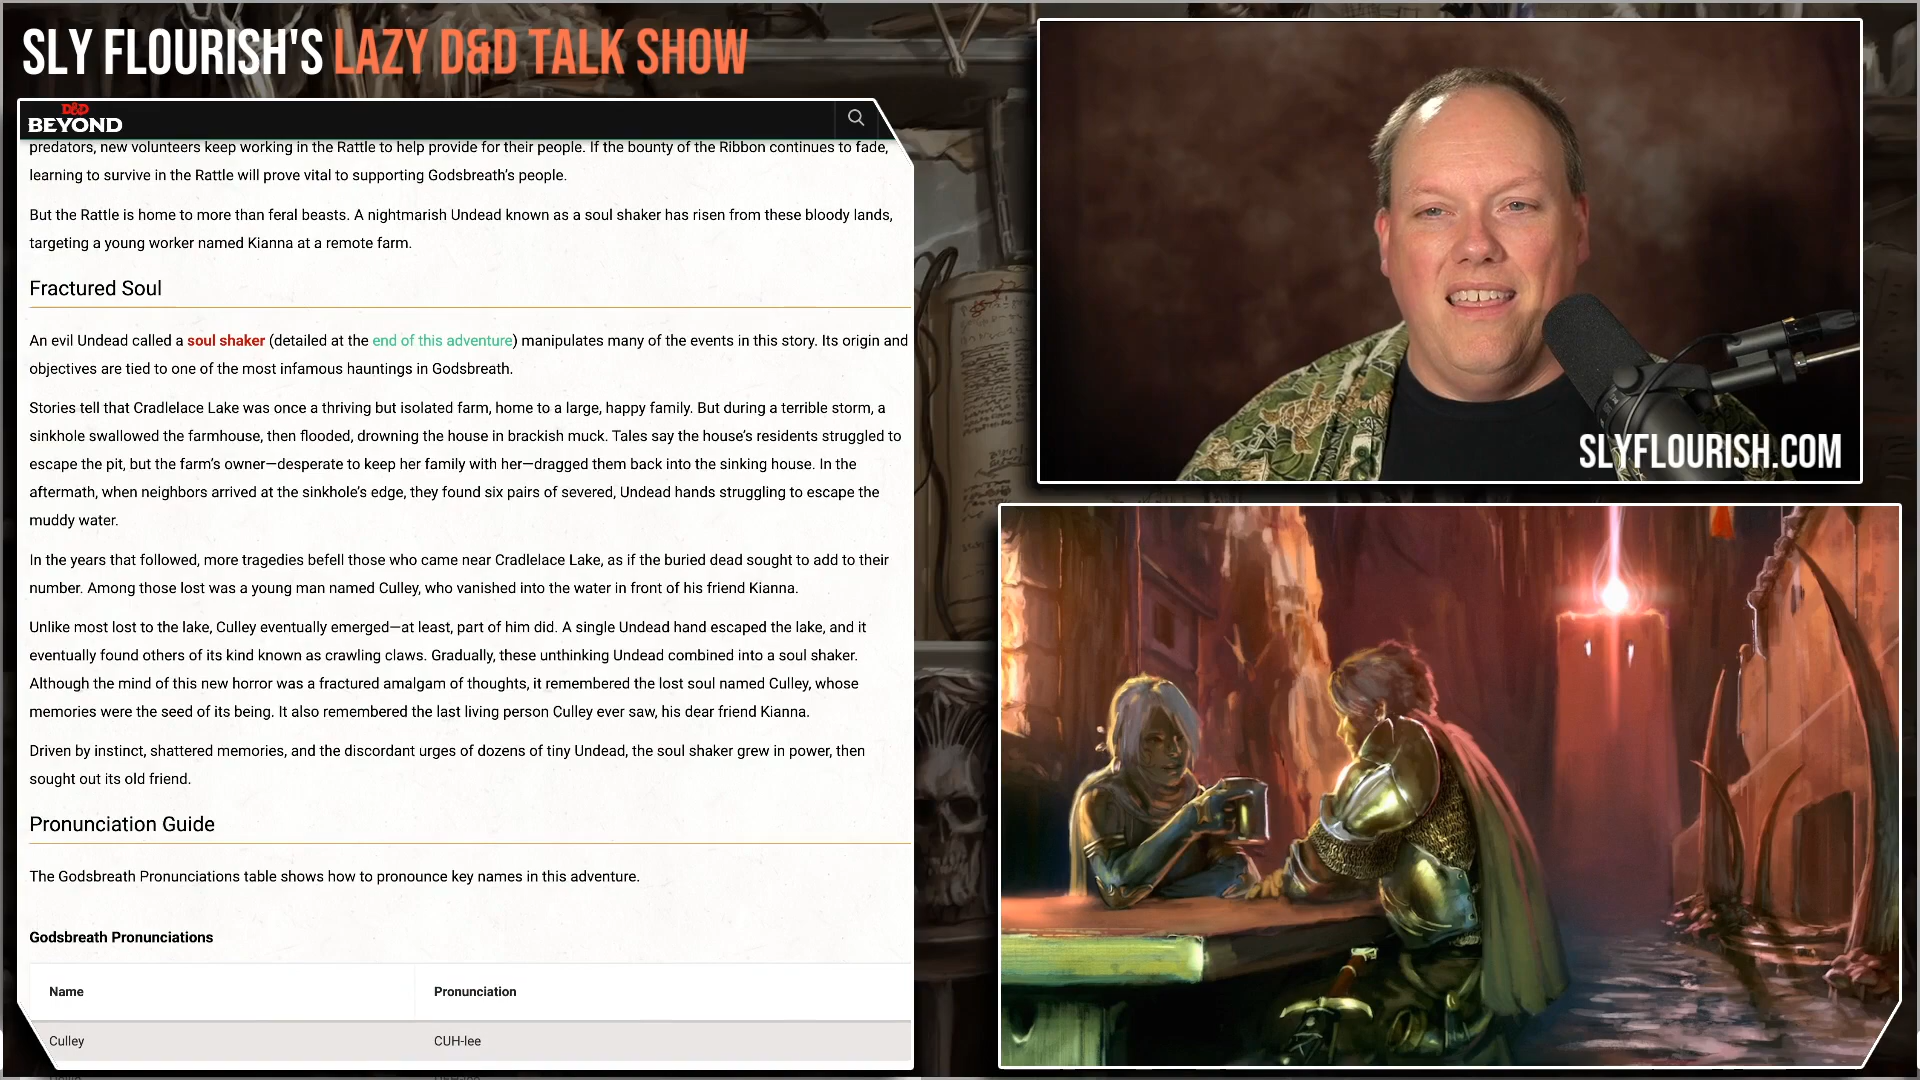 SLY FLOURISH'S LAZY D&D TALK SHOW
D&D
BEYOND
predators, new volunteers keep working in the Rattle to help provide for their people. If the bounty of the Ribbon continues to fade,
learning to survive in the Rattle will prove vital to supporting Godsbreath's people.
But the Rattle is home to more than feral beasts. A nightmarish Undead known as a soul shaker has risen from these bloody lands,
targeting a young worker named Kianna at a remote farm.
Fractured Soul
An evil Undead called a soul shaker (detailed at the end of this adventure) manipulates many of the events in this story. Its origin and
objectives are tied to one of the most infamous hauntings in Godsbreath.
Stories tell that Cradlelace Lake was once a thriving but isolated farm, home to a large, happy family. But during a terrible storm, a
sinkhole swallowed the farmhouse, then flooded, drowning the house in brackish muck. Tales say the house's residents struggled to
escape the pit, but the farm's owner—desperate to keep her family with her—dragged them back into the sinking house. In the
aftermath, when neighbors arrived at the sinkhole's edge, they found six pairs of severed, Undead hands struggling to escape the
muddy water.
In the years that followed, more tragedies befell those who came near Cradlelace Lake, as if the buried dead sought to add to their
number. Among those lost was a young man named Culley, who vanished into the water in front of his friend Kianna.
Unlike most lost to the lake, Culley eventually emerged—at least, part of him did. A single Undead hand escaped the lake, and it
eventually found others of its kind known as crawling claws. Gradually, these unthinking Undead combined into a soul shaker.
Although the mind of this new horror was a fractured amalgam of thoughts, it remembered the lost soul named Culley, whose
memories were the seed of its being. It also remembered the last living person Culley ever saw, his dear friend Kianna.
Driven by instinct, shattered memories, and the discordant urges of dozens of tiny Undead, the soul shaker grew in power, then
sought out its old friend.
Pronunciation Guide
The Godsbreath Pronunciations table shows how to pronounce key names in this adventure.
Godsbreath Pronunciations
Name Pronunciation
Culley CUH-lee
SLYFLOURISH.COM